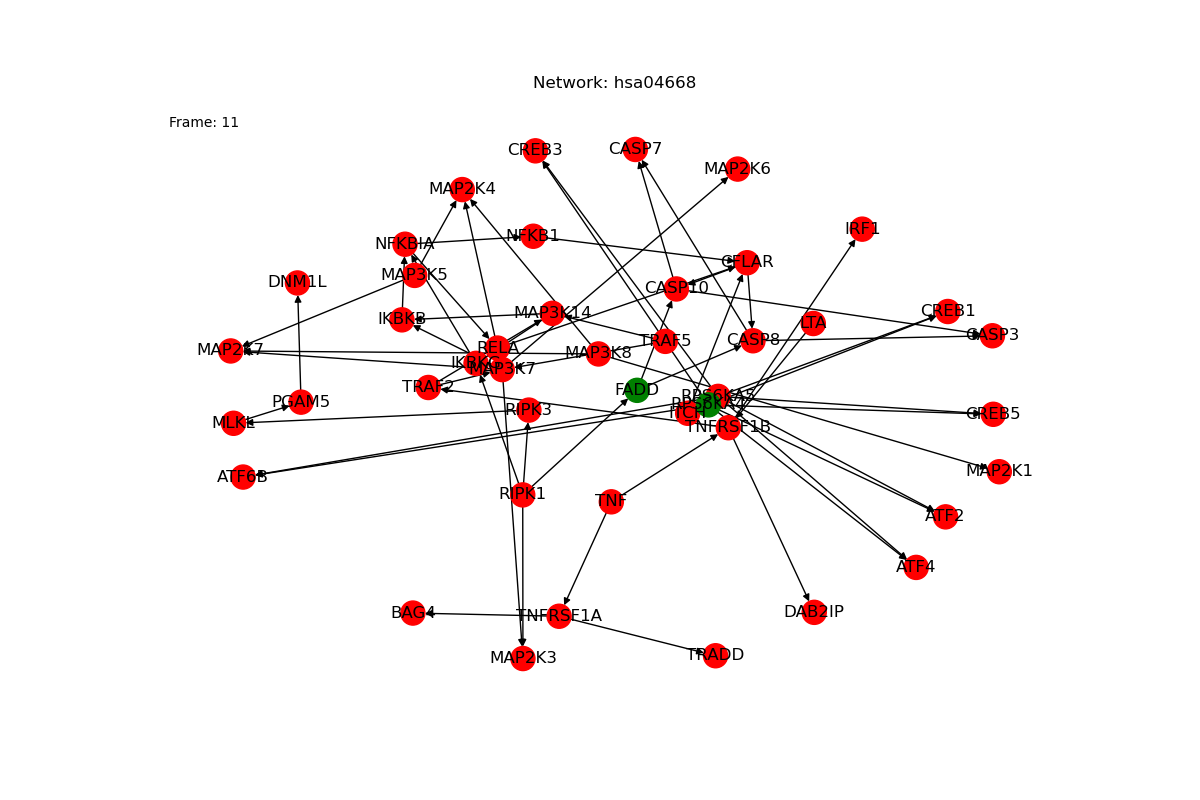 Network: hsa04668
Frame: 11
CREB3
CASP7
MAP2K6
MAP2K4
IRF1
NFKBIA
NFKB1
CFLAR
MAP3K5
DNM1L
CASP10
CREB1
MAP3K14
IKBKB
LTA
CASP3
TRAF5
CASP8
RELA
MAP2K7
MAP3K8
IKBKG
MAP3K7
TRAF2
FADD
RPS6KA5
PGAM5
RPS6KA4
RIPK3
ITCH
CREB5
MLKL
TNFRSF1B
MAP2K1
ATF6B
RIPK1
TNF
ATF2
ATF4
BAG4
TNFRSF1A
DAB2IP
MAP2K3
TRADD